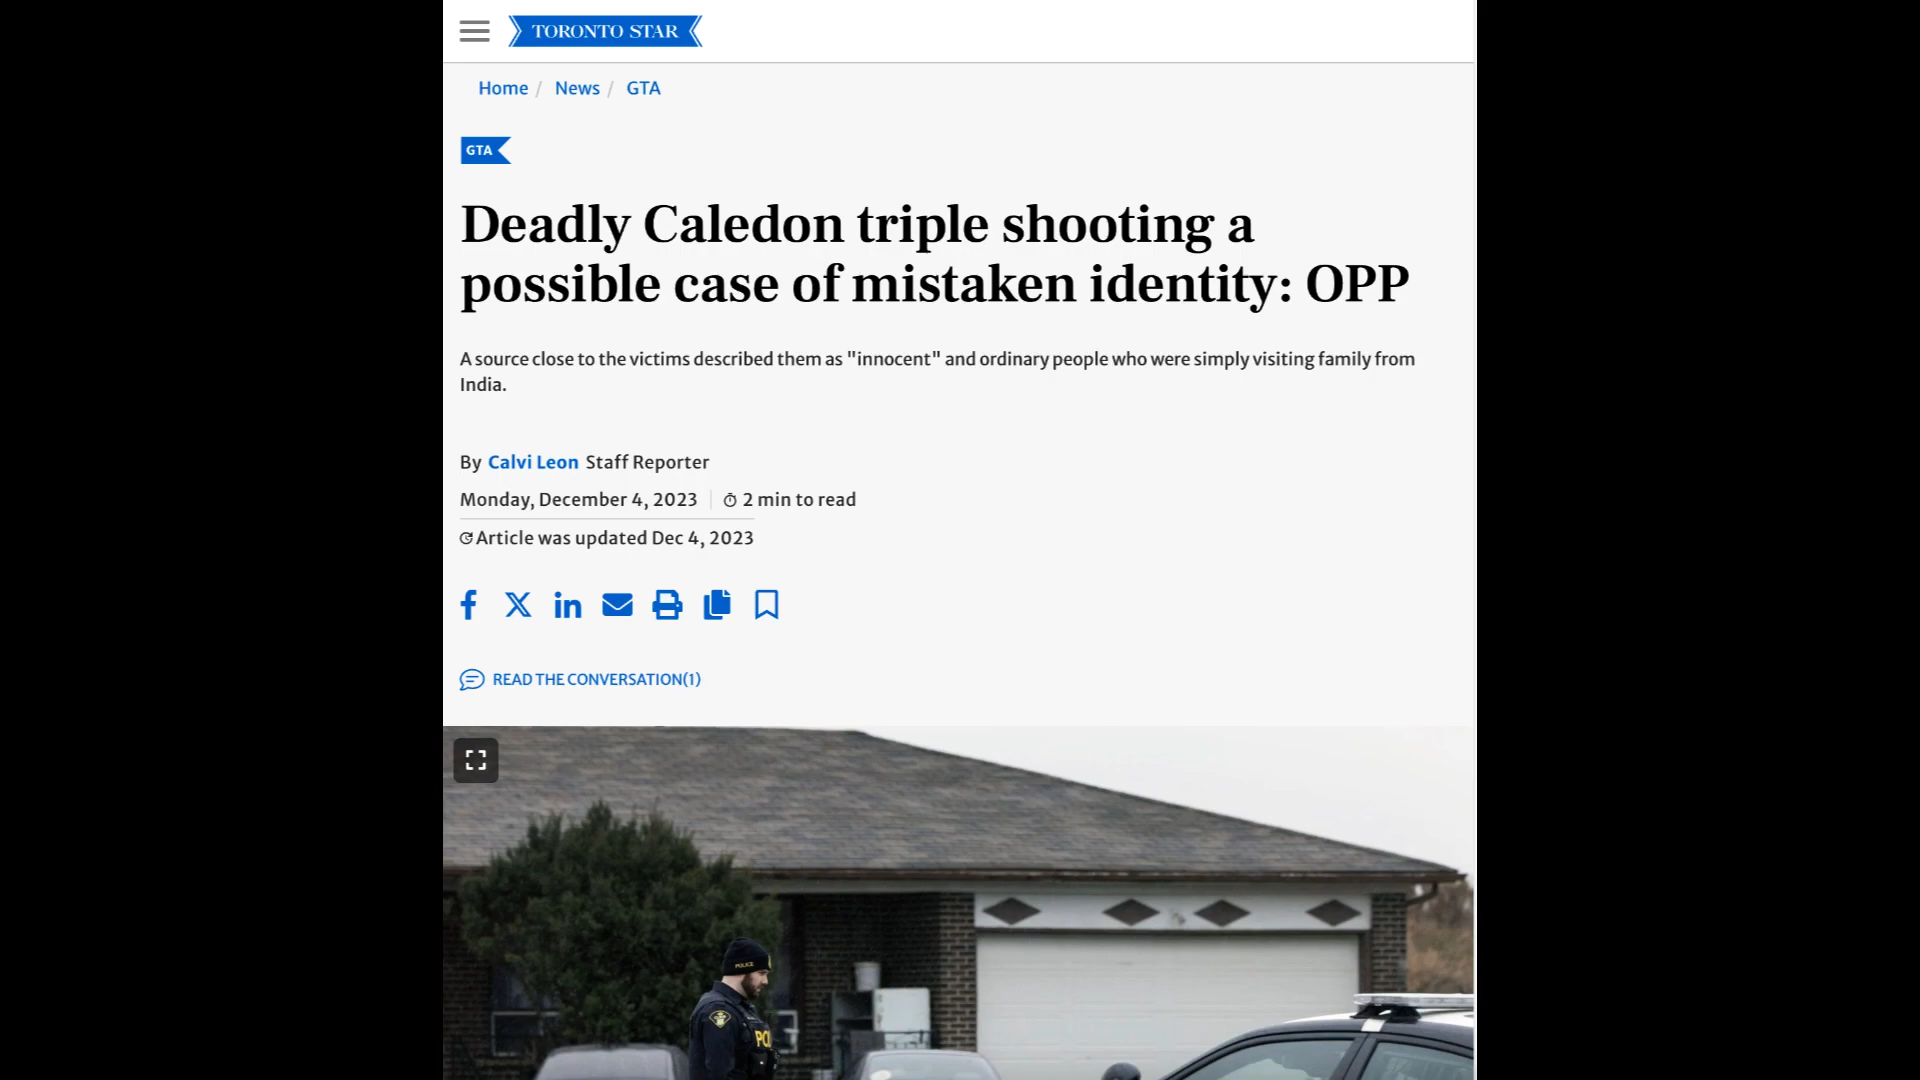 TORONTO STAR
Home / News / GTA
GTA
Deadly Caledon triple shooting a
possible case of mistaken identity: OPP
A source close to the victims described them as "innocent" and ordinary people who were simply visiting family from
India.
By Calvi Leon Staff Reporter
Monday, December 4, 2023 2 min to read
Article was updated Dec 4, 2023
READ THE CONVERSATION(1)
POLICE